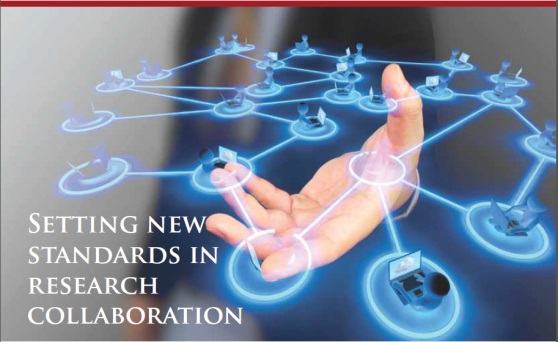 Setting new
standards in
research
collaboration